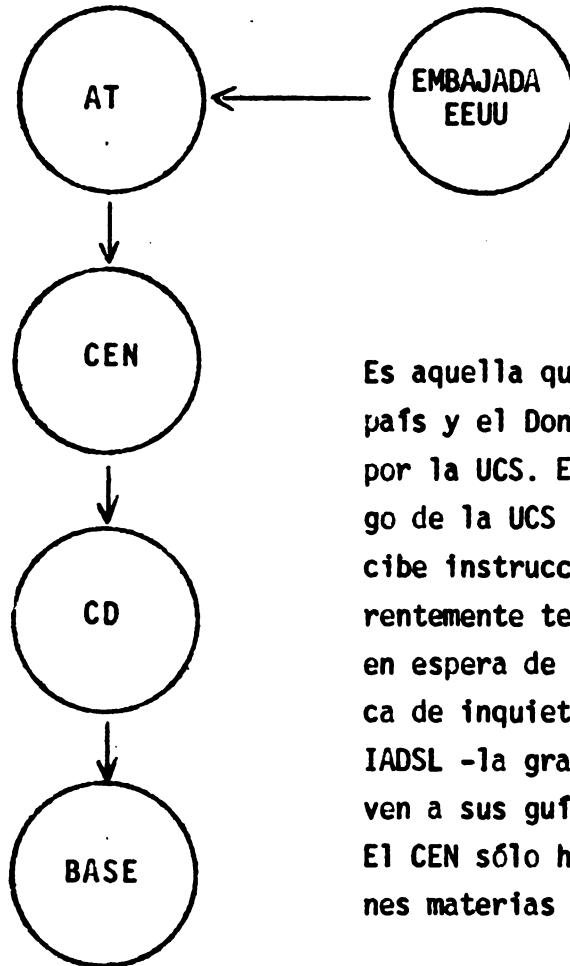 AT
EMBAJADA
EEUU
CEN
Es aquella qu
país y el Don
por la UCS. E
go de la UCS
cibe instrucc
CD
rentemente te
en espera de
ca de inquiet
IADSL -la gra
ven a sus guí
BASE
El CEN sólo h
nes materias